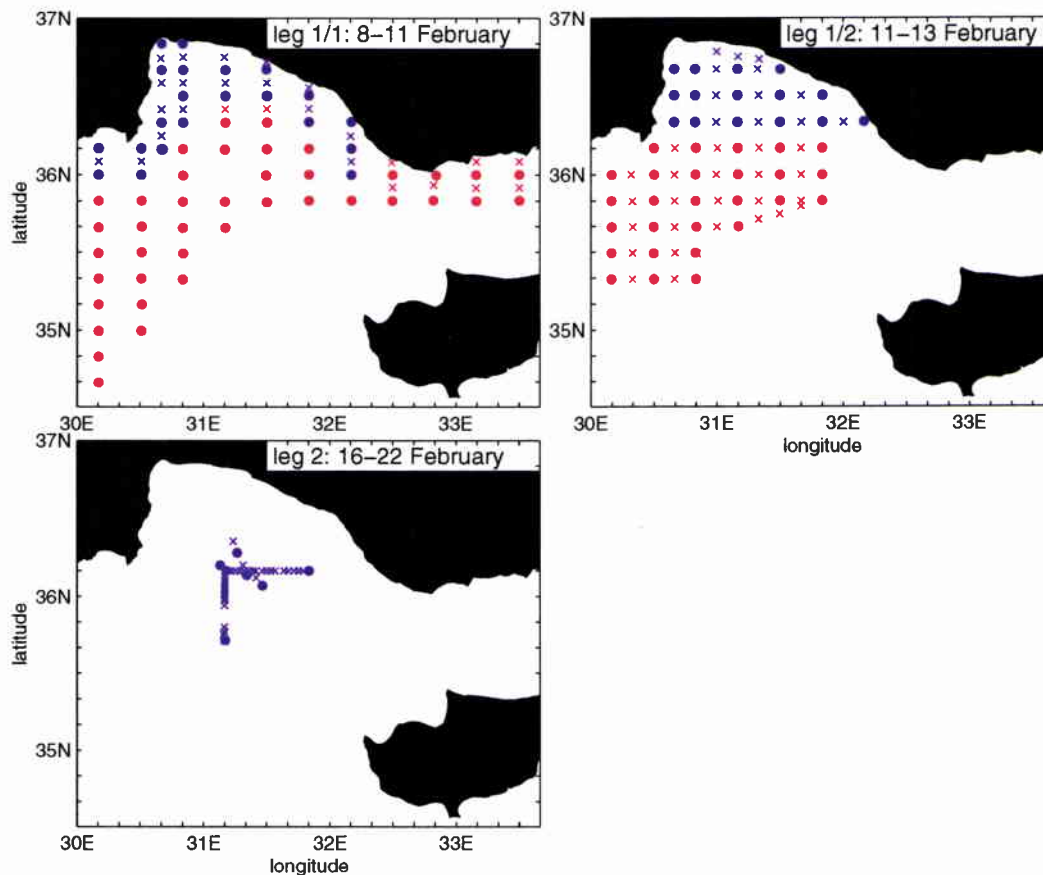 leg 1/1: 8–11 February
37N
36N
35N
latitude
30E 31E 32E 33E
leg 1/2: 11–13 February
37N
36N
35N
30E 31E 32E 33E
longitude
leg 2: 16–22 February
37N
36N
35N
latitude
30E 31E 32E 33E
longitude